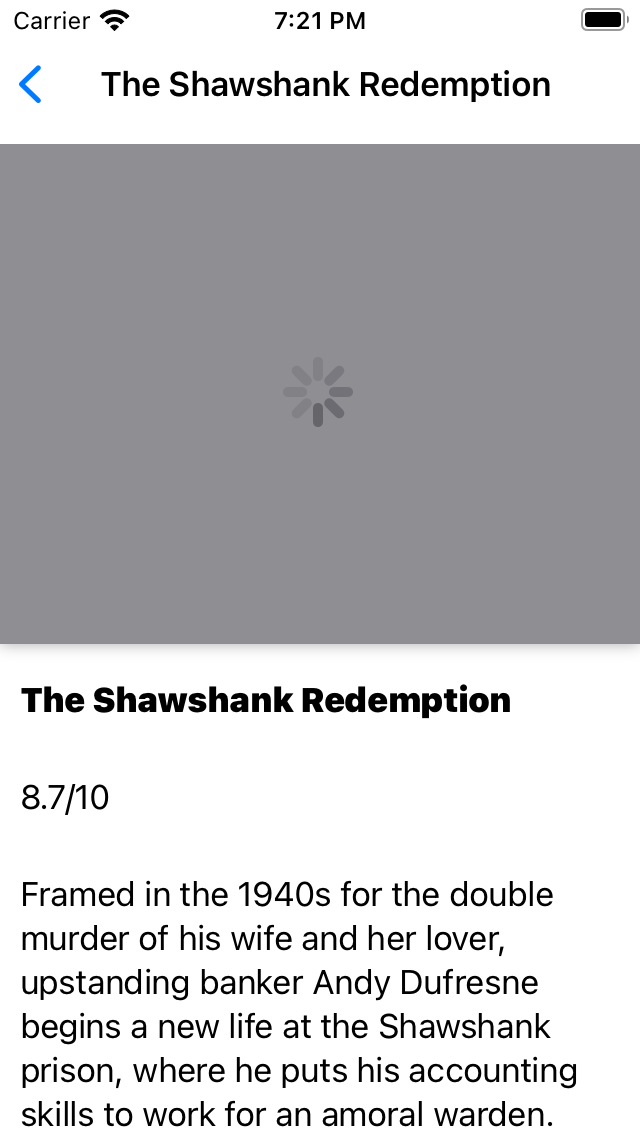 Carrier 7:21 PM
The Shawshank Redemption
The Shawshank Redemption
8.7/10
Framed in the 1940s for the double
murder of his wife and her lover,
upstanding banker Andy Dufresne
begins a new life at the Shawshank
prison, where he puts his accounting
skills to work for an amoral warden.